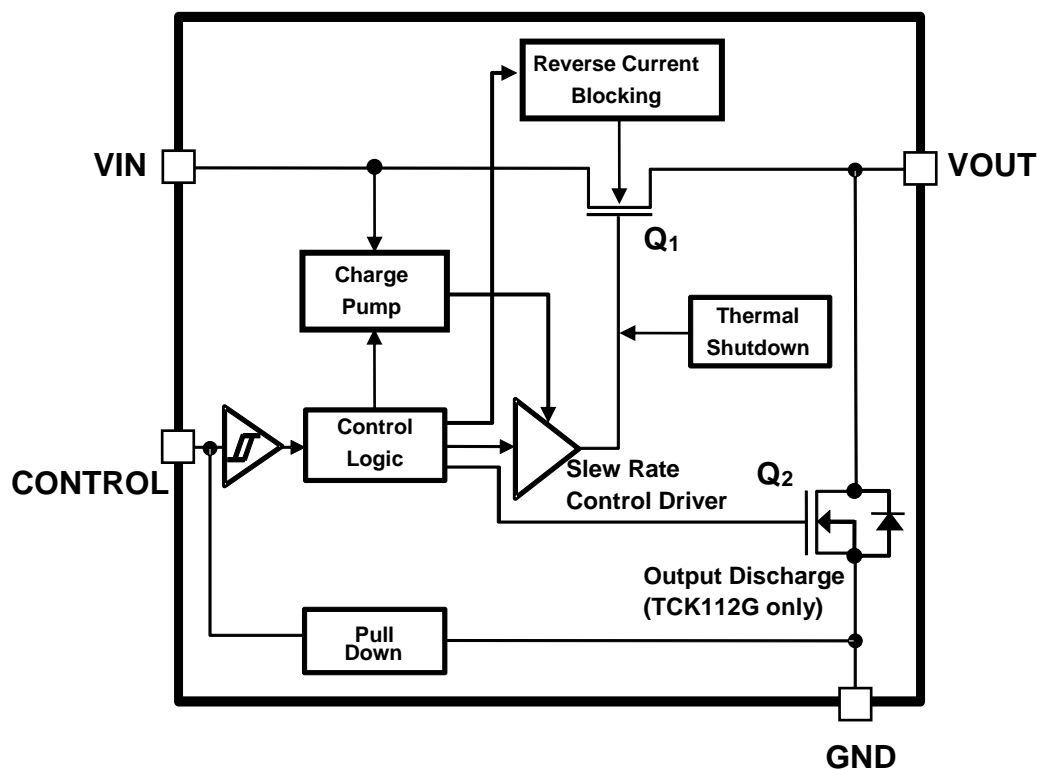 Reverse Current
Blocking
VIN
VOUT
Q₁
Charge
Pump
Thermal
Shutdown
Control
Logic
CONTROL
Slew Rate
Control Driver
Q₂
Output Discharge
(TCK112G only)
Pull
Down
GND